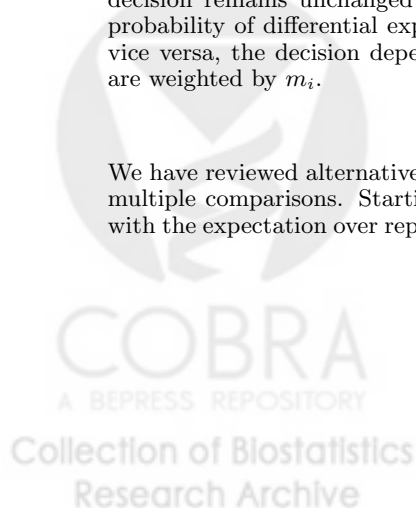 decision remains unchanged
probability of differential exp
vice versa, the decision depe
are weighted by m_i.
We have reviewed alternative
multiple comparisons. Starti
with the expectation over rep
COBRA
A BEPRESS REPOSITORY
Collection of Biostatistics
Research Archive